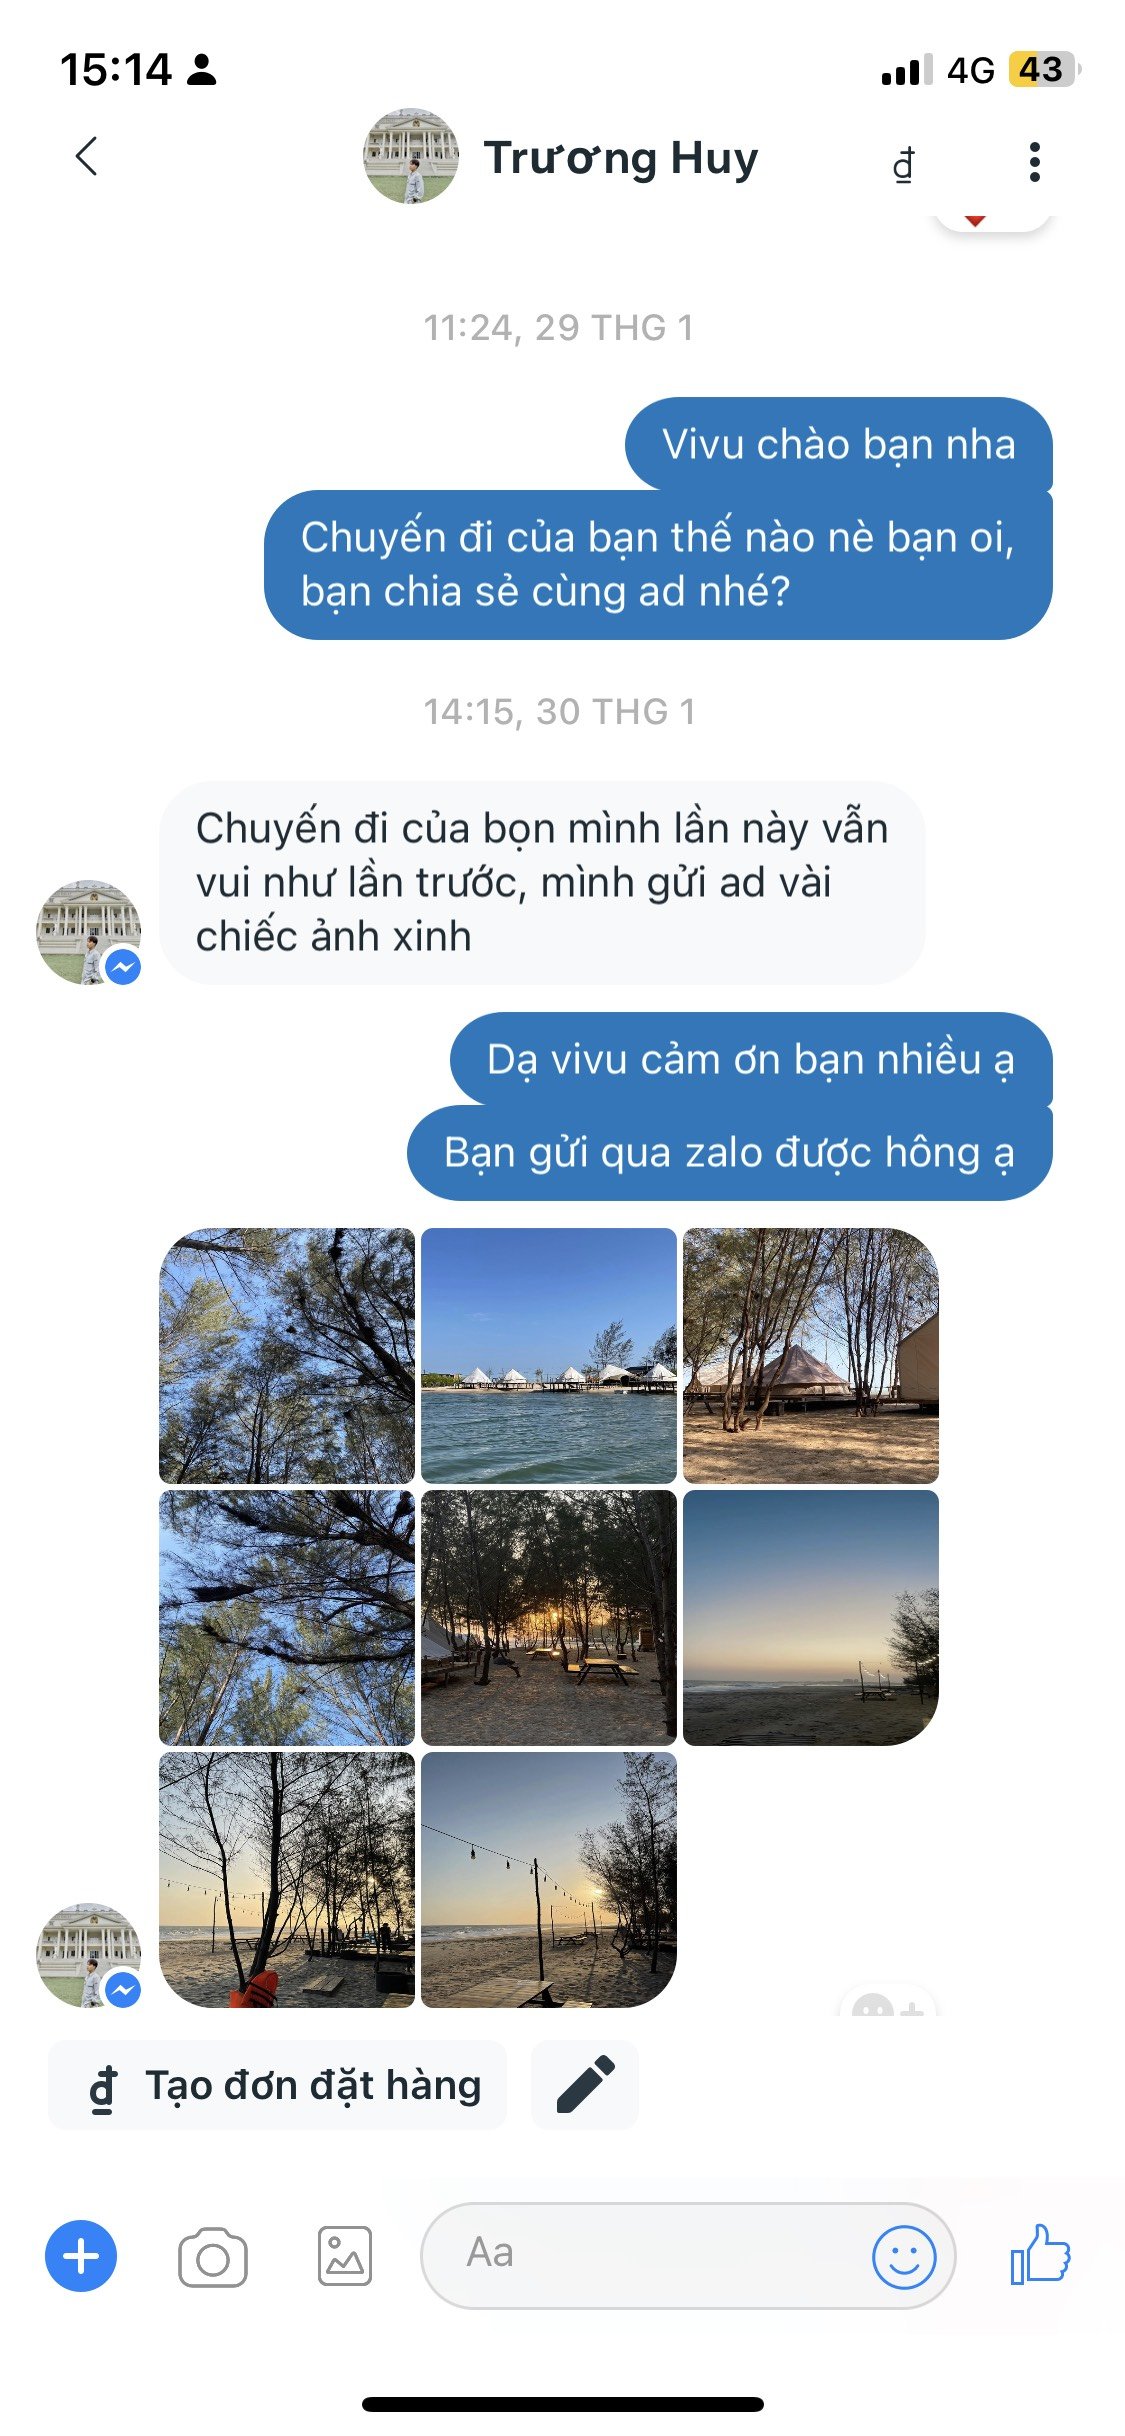 15:14
4G
43
Trương Huy
₫
11:24, 29 THG 1
Vivu chào bạn nha
Chuyến đi của bạn thế nào nè bạn oi,
bạn chia sẻ cùng ad nhé?
14:15, 30 THG 1
Chuyến đi của bọn mình lần này vẫn
vui như lần trước, mình gửi ad vài
chiếc ảnh xinh
Dạ vivu cảm ơn bạn nhiều ạ
Bạn gửi qua zalo được hông ạ
₫ Tạo đơn đặt hàng
Aa